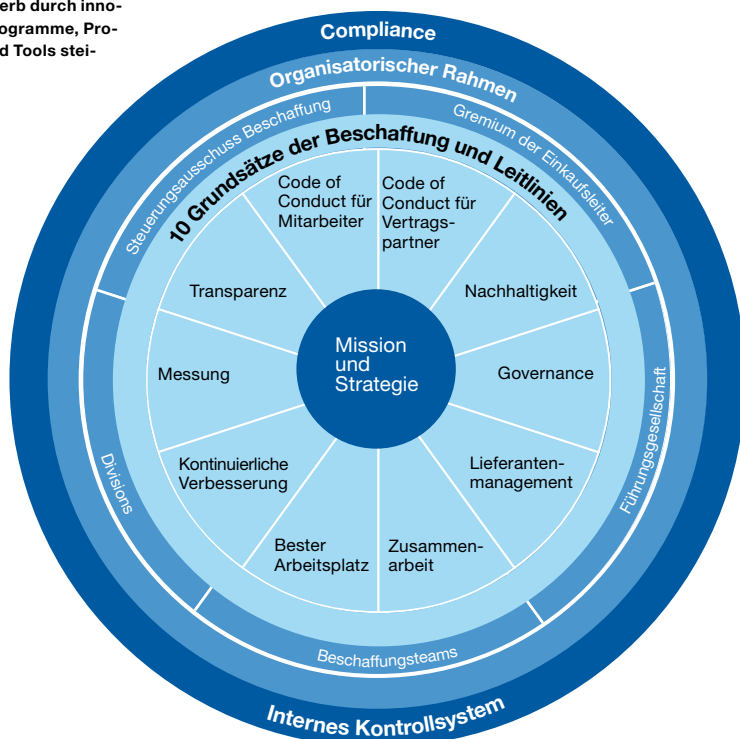 erb durch inno-
ogramme, Pro-
d Tools stei-
Compliance
Organisatorischer Rahmen
Steuerungsausschuss Beschaffung
Gremium der Einkaufsleiter
10 Grundsätze der Beschaffung und Leitlinien
Code of
Conduct für
Mitarbeiter
Code of
Conduct für
Vertrags-
partner
Transparenz
Nachhaltigkeit
Messung
Mission
und
Strategie
Governance
Kontinuierliche
Verbesserung
Lieferanten-
management
Bester
Arbeitsplatz
Zusammen-
arbeit
Divisions
Führungsgesellschaft
Beschaffungsteams
Internes Kontrollsystem